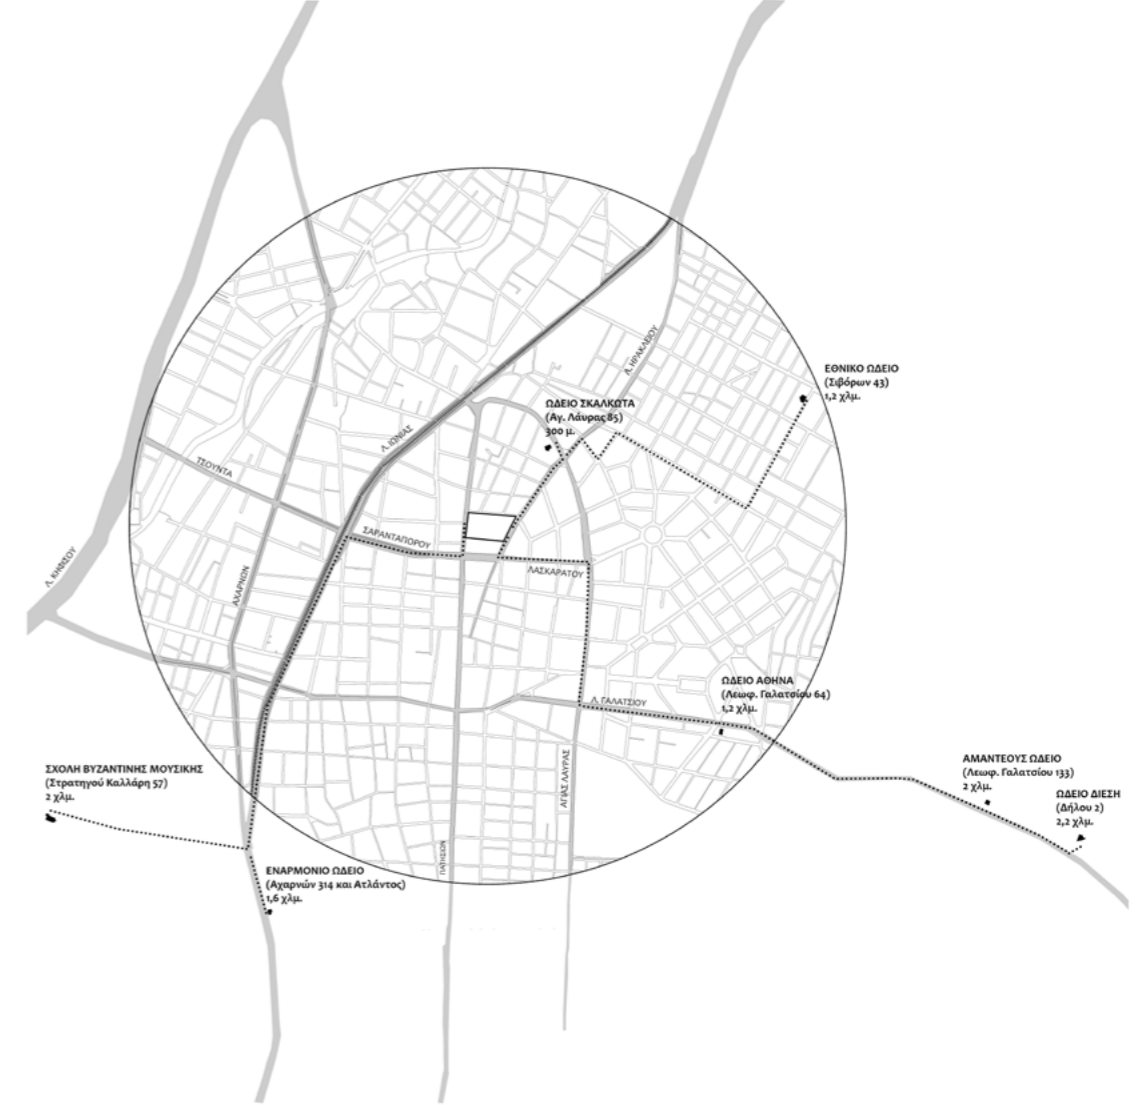 ΕΘΝΙΚΟ ΩΔΕΙΟ
(Σιβόρων 43)
1,2 χλμ.
Λ. ΗΡΑΚΛΕΙΟΥ
ΩΔΕΙΟ ΣΚΑΛΚΩΤΑ
(Αγ. Λάυρας 85)
300 μ.
Λ. ΙΩΝΙΑΣ
ΤΣΟΥΝΤΑ
ΣΑΡΑΝΤΑΠΟΡΟΥ
Λ. ΚΗΦΙΣΟΥ
ΑΧΑΡΝΩΝ
ΛΑΣΚΑΡΑΤΟΥ
ΩΔΕΙΟ ΑΘΗΝΑ
(Λεωφ. Γαλατσίου 64)
1,2 χλμ.
Λ. ΓΑΛΑΤΣΙΟΥ
ΑΓΙΑΣ ΛΑΥΡΑΣ
ΑΜΑΝΤΕΟΥΣ ΩΔΕΙΟ
(Λεωφ. Γαλατσίου 133)
2 χλμ.
ΩΔΕΙΟ ΔΙΕΣΗ
(Δήλου 2)
2,2 χλμ.
ΣΧΟΛΗ ΒΥΖΑΝΤΙΝΗΣ ΜΟΥΣΙΚΗΣ
(Στρατηγού Καλλάρη 57)
2 χλμ.
ΠΑΤΗΣΙΩΝ
ΕΝΑΡΜΟΝΙΟ ΩΔΕΙΟ
(Αχαρνών 314 και Ατλάντος)
1,6 χλμ.